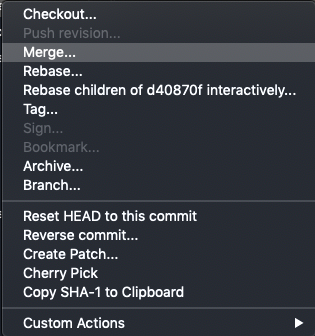 Checkout...
Push revision...
Merge...
Rebase...
Rebase children of d40870f interactively...
Tag...
Sign...
Bookmark...
Archive...
Branch...
Reset HEAD to this commit
Reverse commit...
Create Patch...
Cherry Pick
Copy SHA-1 to Clipboard
Custom Actions